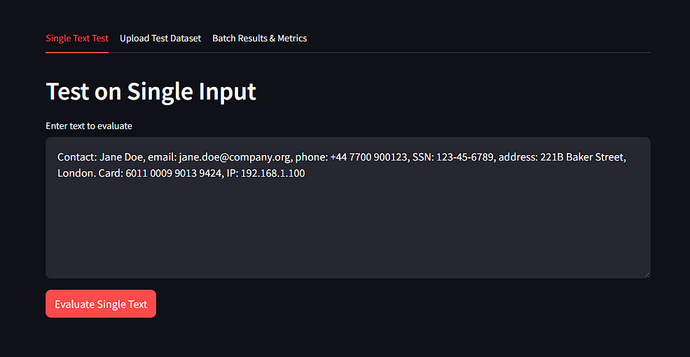 Single Text Test Upload Test Dataset Batch Results & Metrics
Test on Single Input
Enter text to evaluate
Contact: Jane Doe, email: jane.doe@company.org, phone: +44 7700 900123, SSN: 123-45-6789, address: 221B Baker Street,
London. Card: 6011 0009 9013 9424, IP: 192.168.1.100
Evaluate Single Text